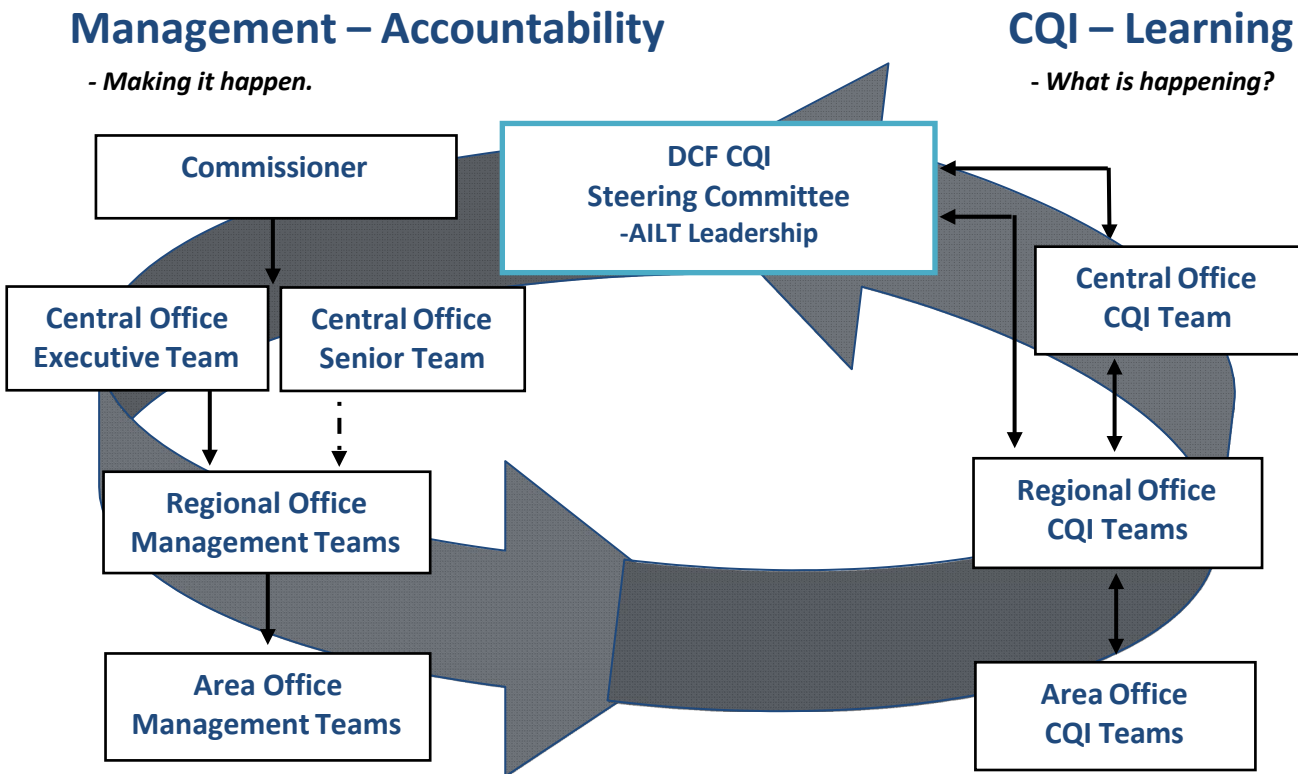 Management – Accountability
- Making it happen.
CQI – Learning
- What is happening?
Commissioner
DCF CQI
Steering Committee
-AILT Leadership
Central Office
Executive Team
Central Office
Senior Team
Central Office
CQI Team
Regional Office
Management Teams
Regional Office
CQI Teams
Area Office
Management Teams
Area Office
CQI Teams